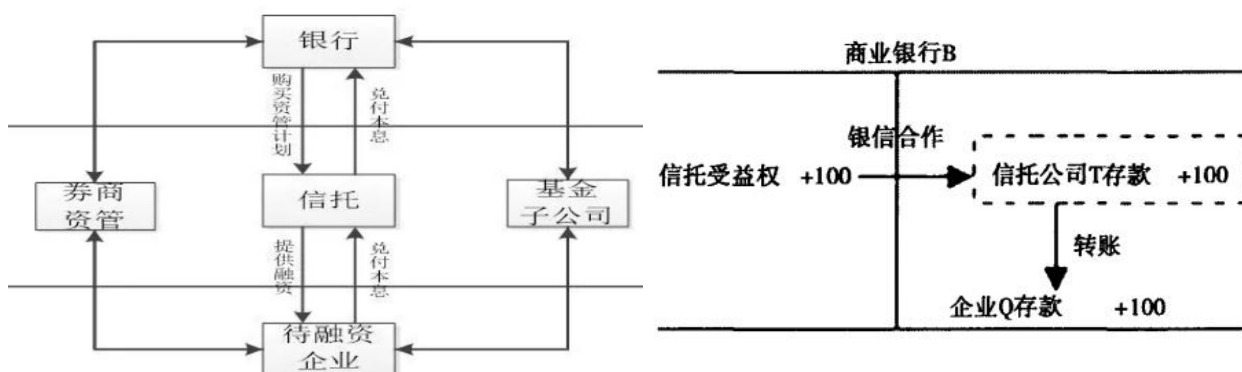 银行
购买资管计划
兑付本息
券商
资管
信托
基金
子公司
提供融资
兑付本息
待融资
企业
商业银行B
银信合作
信托受益权 +100
信托公司T存款 +100
转账
企业Q存款 +100